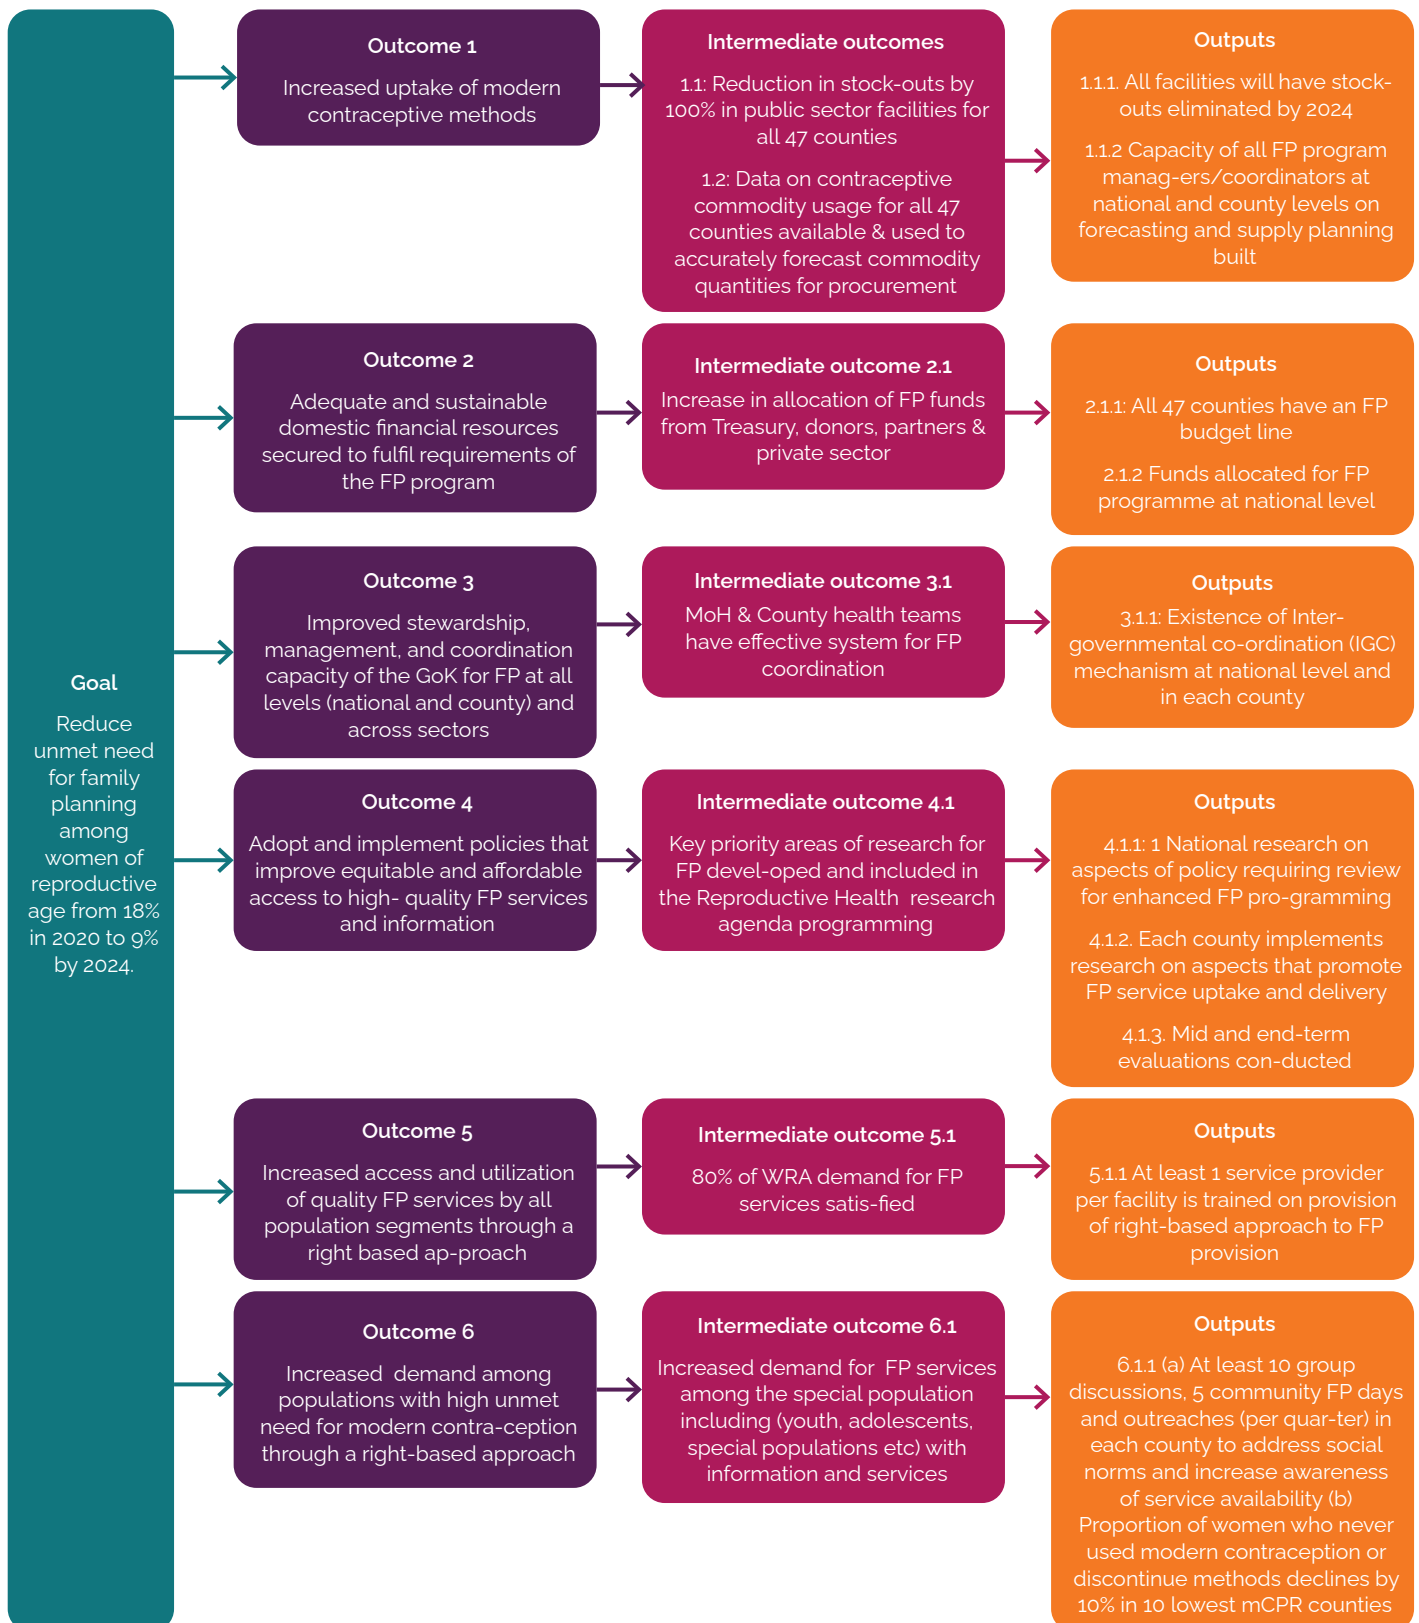 Goal
Reduce
unmet need
for family
planning
among
women of
reproductive
age from 18%
in 2020 to 9%
by 2024.
Outcome 1
Increased uptake of modern
contraceptive methods
Intermediate outcomes
1.1: Reduction in stock-outs by
100% in public sector facilities for
all 47 counties
1.2: Data on contraceptive
commodity usage for all 47
counties available & used to
accurately forecast commodity
quantities for procurement
Outputs
1.1.1. All facilities will have stock-
outs eliminated by 2024
1.1.2 Capacity of all FP program
manag-ers/coordinators at
national and county levels on
forecasting and supply planning
built
Outcome 2
Adequate and sustainable
domestic financial resources
secured to fulfil requirements of
the FP program
Intermediate outcome 2.1
Increase in allocation of FP funds
from Treasury, donors, partners &
private sector
Outputs
2.1.1: All 47 counties have an FP
budget line
2.1.2 Funds allocated for FP
programme at national level
Outcome 3
Improved stewardship,
management, and coordination
capacity of the GoK for FP at all
levels (national and county) and
across sectors
Intermediate outcome 3.1
MoH & County health teams
have effective system for FP
coordination
Outputs
3.1.1: Existence of Inter-
governmental co-ordination (IGC)
mechanism at national level and
in each county
Outcome 4
Adopt and implement policies that
improve equitable and affordable
access to high- quality FP services
and information
Intermediate outcome 4.1
Key priority areas of research for
FP devel-oped and included in
the Reproductive Health research
agenda programming
Outputs
4.1.1: 1 National research on
aspects of policy requiring review
for enhanced FP pro-gramming
4.1.2. Each county implements
research on aspects that promote
FP service uptake and delivery
4.1.3. Mid and end-term
evaluations con-ducted
Outcome 5
Increased access and utilization
of quality FP services by all
population segments through a
right based ap-proach
Intermediate outcome 5.1
80% of WRA demand for FP
services satis-fied
Outputs
5.1.1 At least 1 service provider
per facility is trained on provision
of right-based approach to FP
provision
Outcome 6
Increased demand among
populations with high unmet
need for modern contra-ception
through a right-based approach
Intermediate outcome 6.1
Increased demand for FP services
among the special population
including (youth, adolescents,
special populations etc) with
information and services
Outputs
6.1.1 (a) At least 10 group
discussions, 5 community FP days
and outreaches (per quar-ter) in
each county to address social
norms and increase awareness
of service availability (b)
Proportion of women who never
used modern contraception or
discontinue methods declines by
10% in 10 lowest mCPR counties